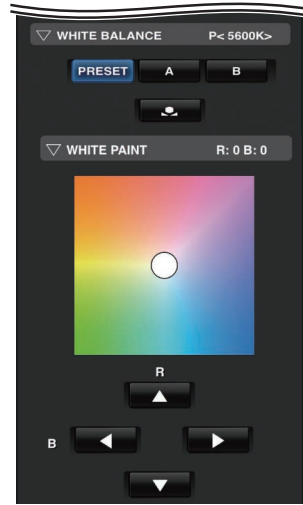 WHITE BALANCE P< 5600K>
PRESET A B
WHITE PAINT R: 0 B: 0
R
B